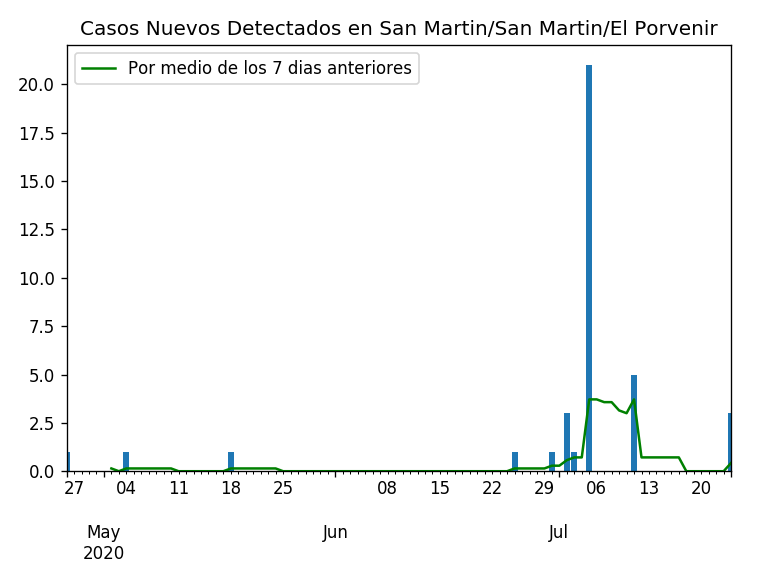 Casos Nuevos Detectados en San Martin/San Martin/El Porvenir
Por medio de los 7 dias anteriores
20.0
17.5
15.0
12.5
10.0
7.5
5.0
2.5
0.0
27 04 11 18 25 08 15 22 29 06 13 20
May Jun Jul
2020